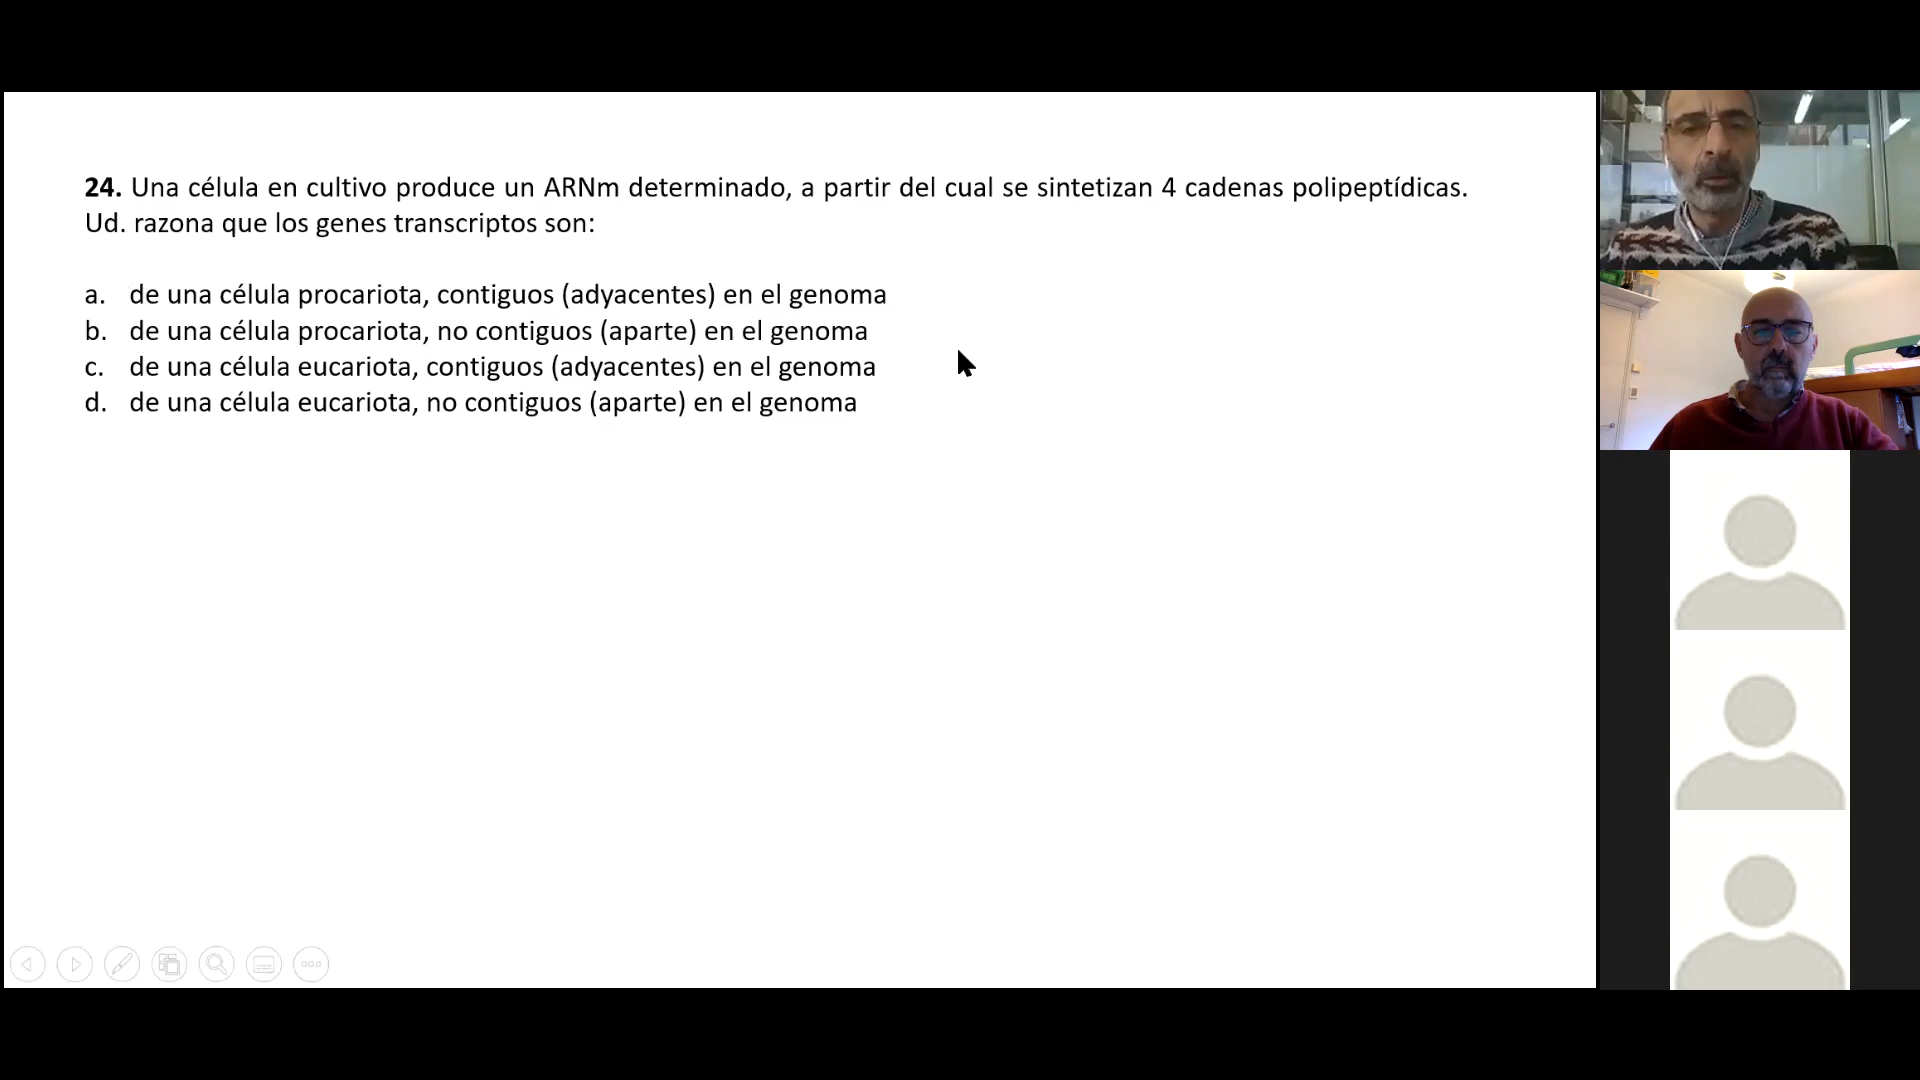 24. Una célula en cultivo produce un ARNm determinado, a partir del cual se sintetizan 4 cadenas polipeptídicas.
Ud. razona que los genes transcriptos son:
a. de una célula procariota, contiguos (adyacentes) en el genoma
b. de una célula procariota, no contiguos (aparte) en el genoma
c. de una célula eucariota, contiguos (adyacentes) en el genoma
d. de una célula eucariota, no contiguos (aparte) en el genoma